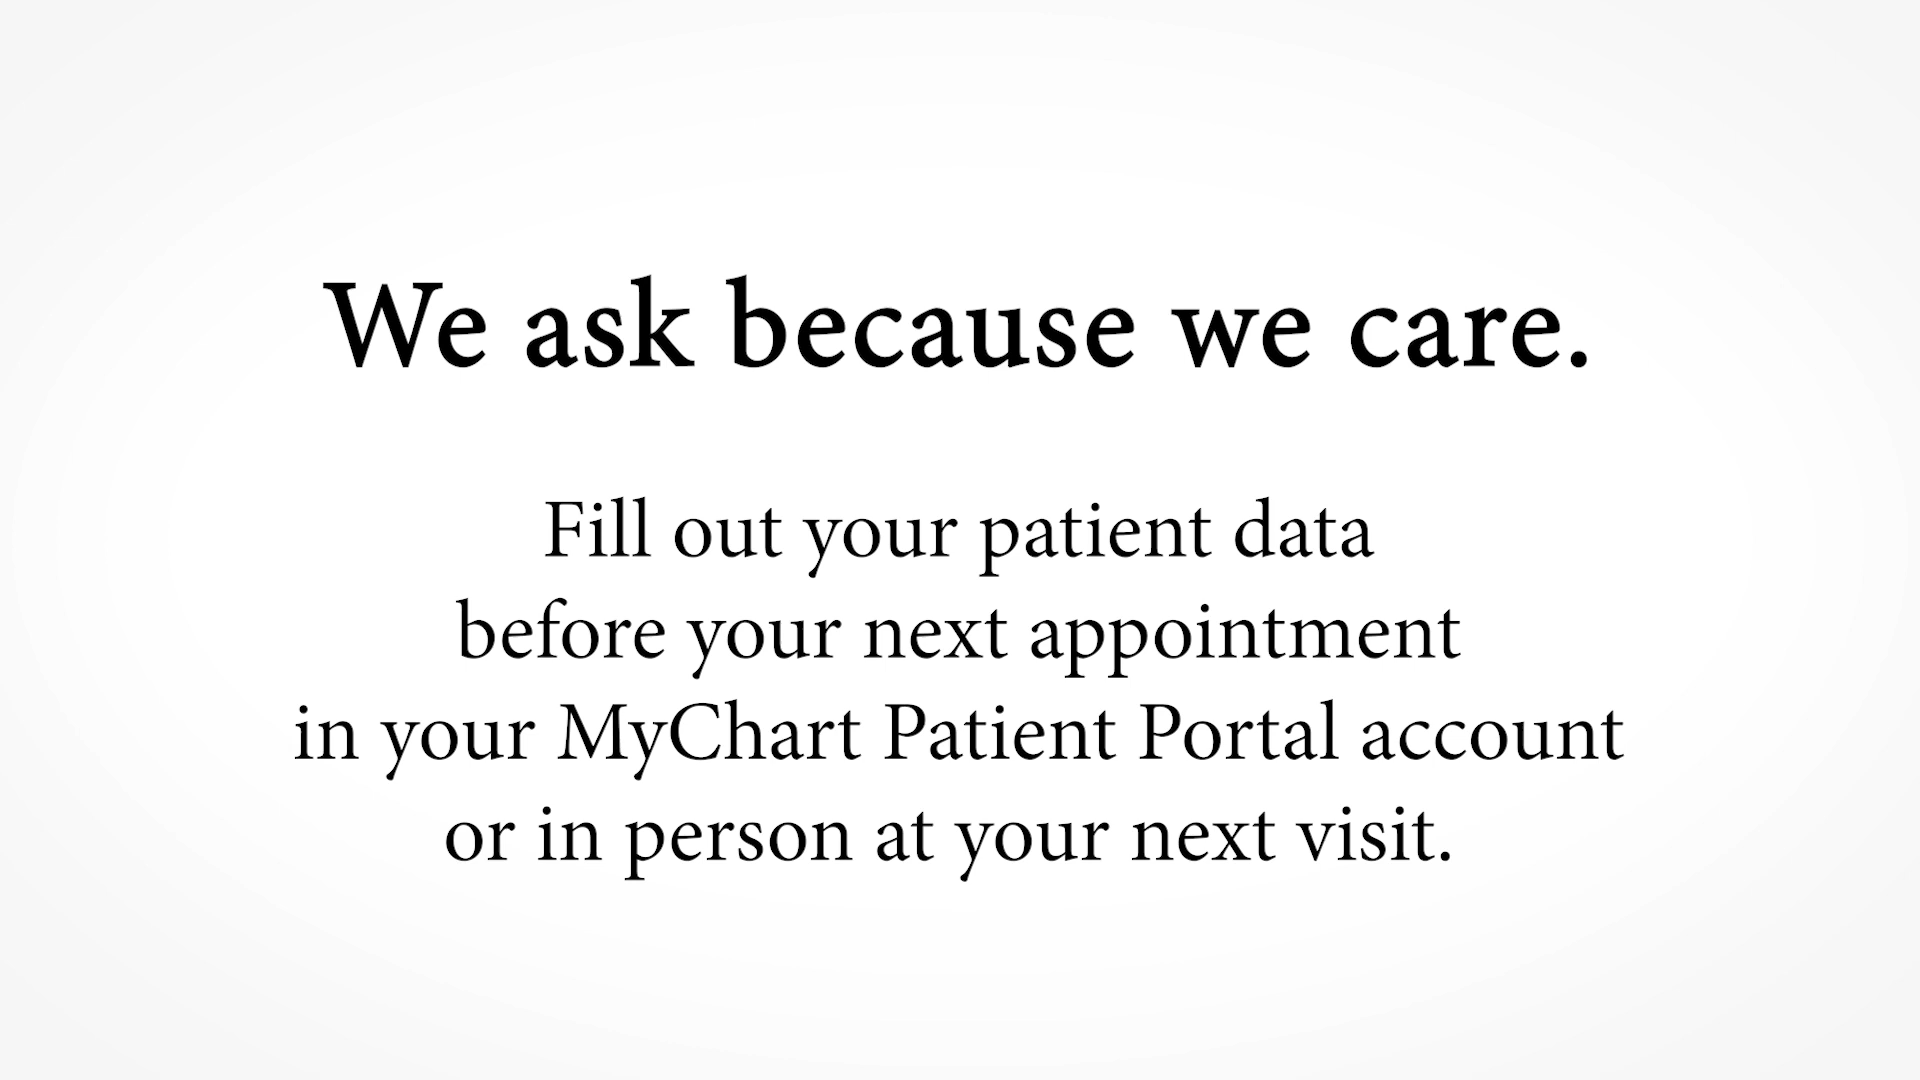 We ask because we care.
Fill out your patient data
before your next appointment
in your MyChart Patient Portal account
or in person at your next visit.